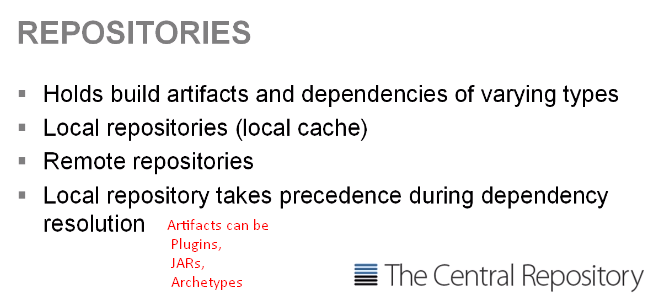 REPOSITORIES
Holds build artifacts and dependencies of varying types
Local repositories (local cache)
Remote repositories
Local repository takes precedence during dependency
resolution
Artifacts can be
Plugins,
JARs,
Archetypes
The Central Repository